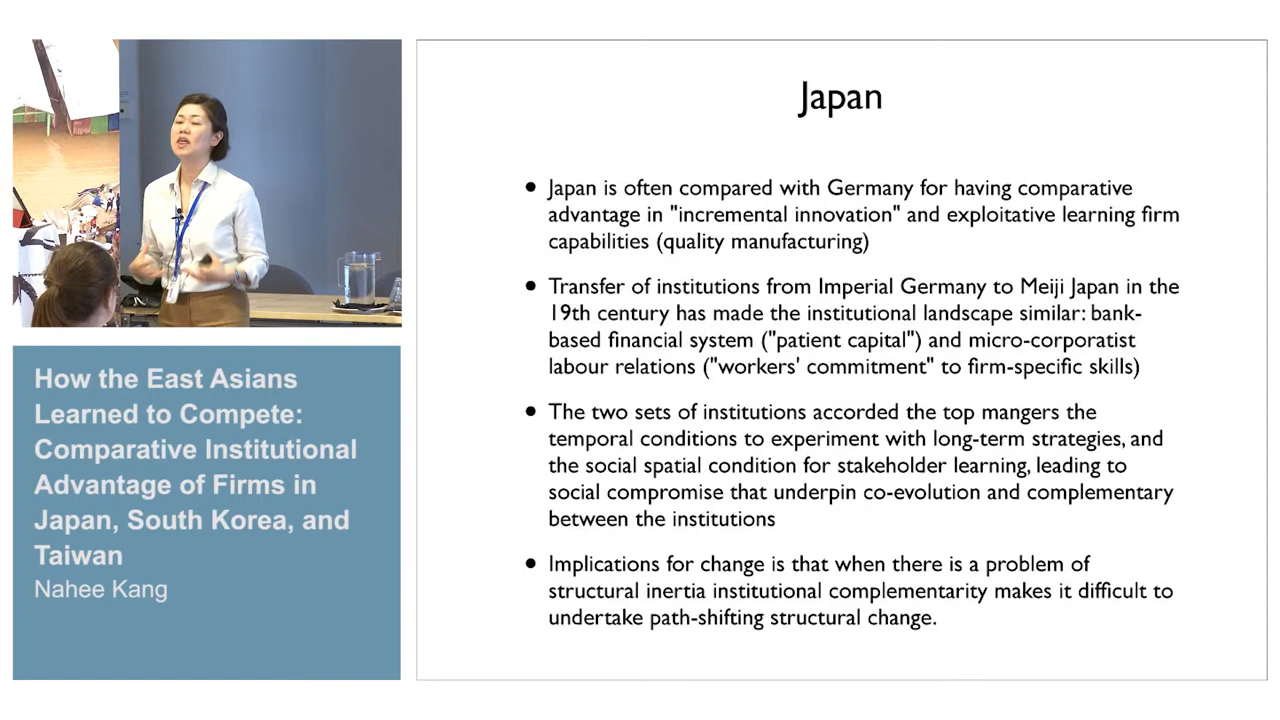 How the East Asians
Learned to Compete:
Comparative Institutional
Advantage of Firms in
Japan, South Korea, and
Taiwan
Nahee Kang
Japan
• Japan is often compared with Germany for having comparative
advantage in "incremental innovation" and exploitative learning firm
capabilities (quality manufacturing)
• Transfer of institutions from Imperial Germany to Meiji Japan in the
19th century has made the institutional landscape similar: bank-
based financial system ("patient capital") and micro-corporatist
labour relations ("workers' commitment" to firm-specific skills)
• The two sets of institutions accorded the top mangers the
temporal conditions to experiment with long-term strategies, and
the social spatial condition for stakeholder learning, leading to
social compromise that underpin co-evolution and complementary
between the institutions
• Implications for change is that when there is a problem of
structural inertia institutional complementarity makes it difficult to
undertake path-shifting structural change.